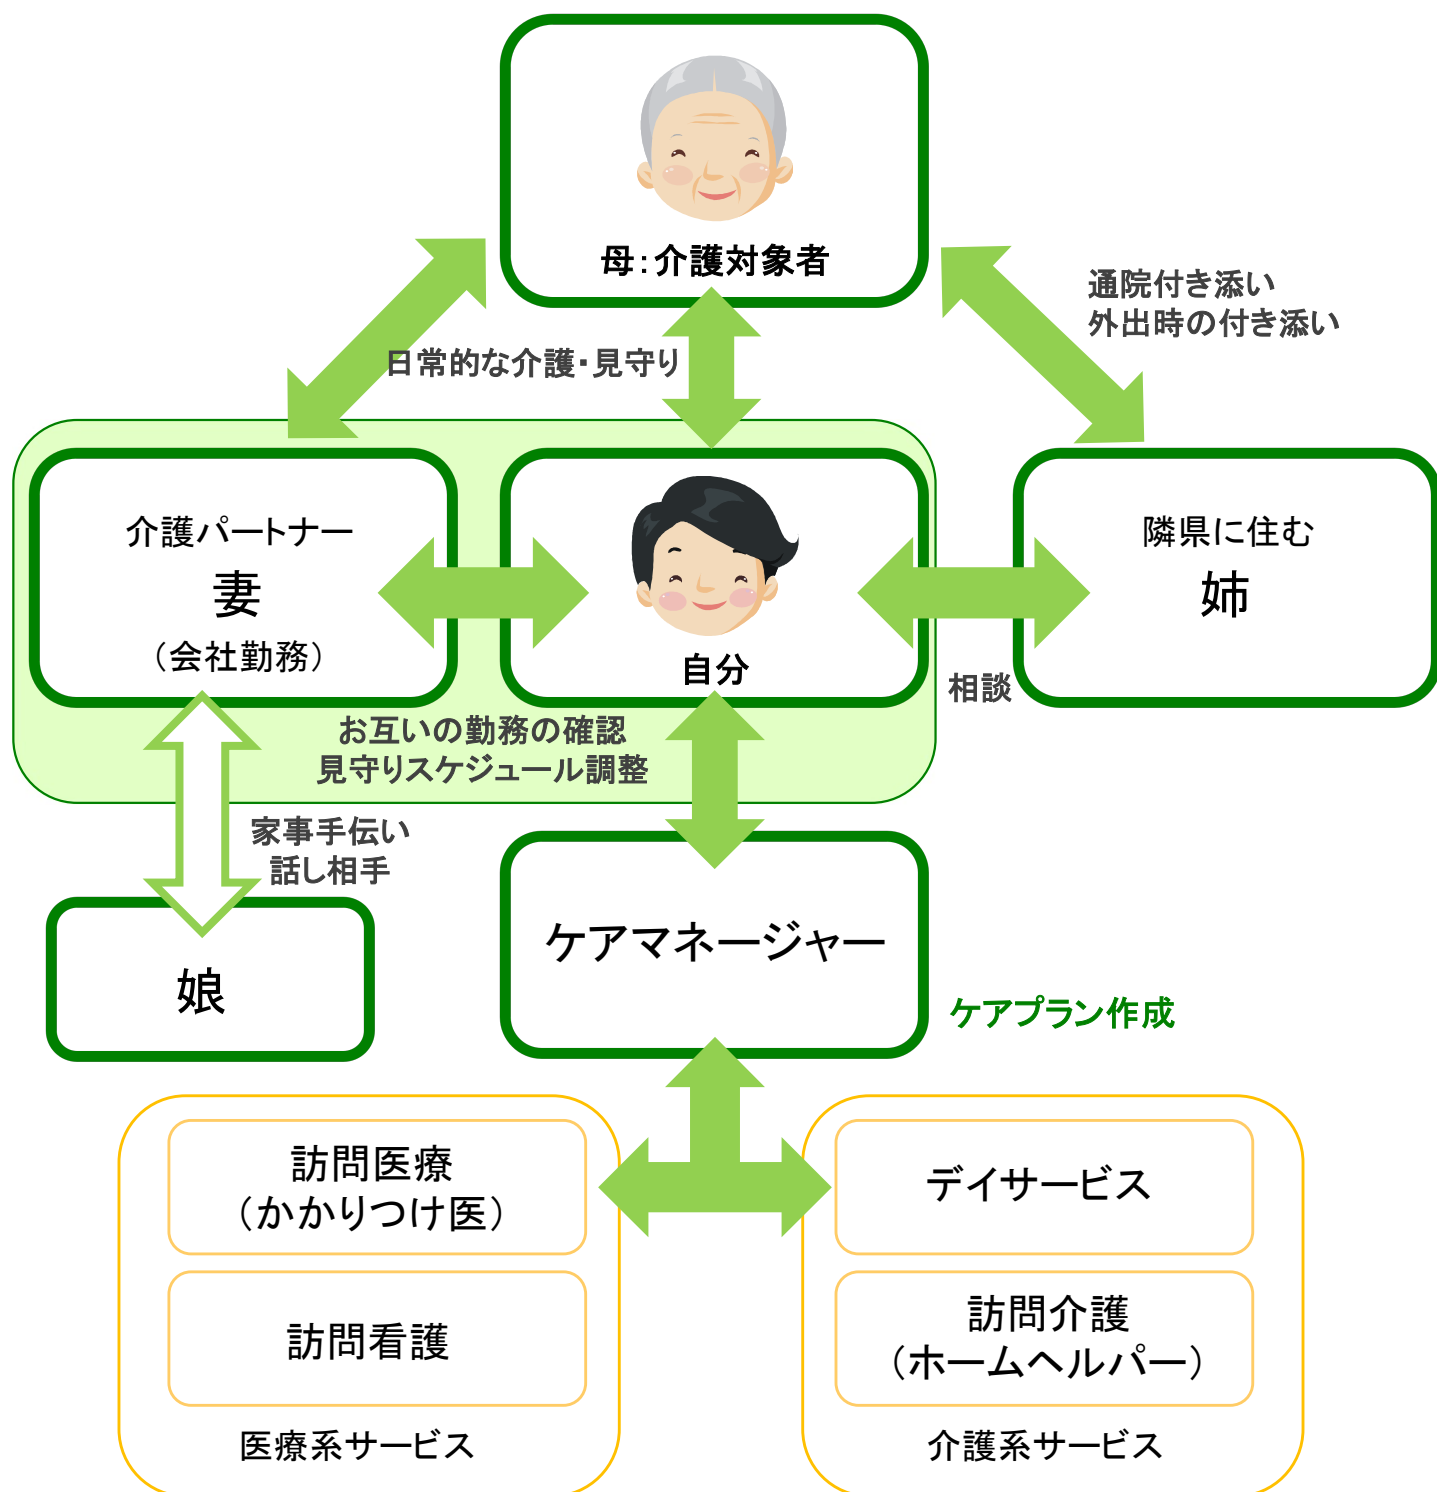 母：介護対象者
通院付き添い
外出時の付き添い
日常的な介護・見守り
介護パートナー
妻
（会社勤務）
自分
隣県に住む
姉
相談
お互いの勤務の確認
見守りスケジュール調整
家事手伝い
話し相手
娘
ケアマネージャー
ケアプラン作成
訪問医療
（かかりつけ医）
訪問看護
医療系サービス
デイサービス
訪問介護
（ホームヘルパー）
介護系サービス